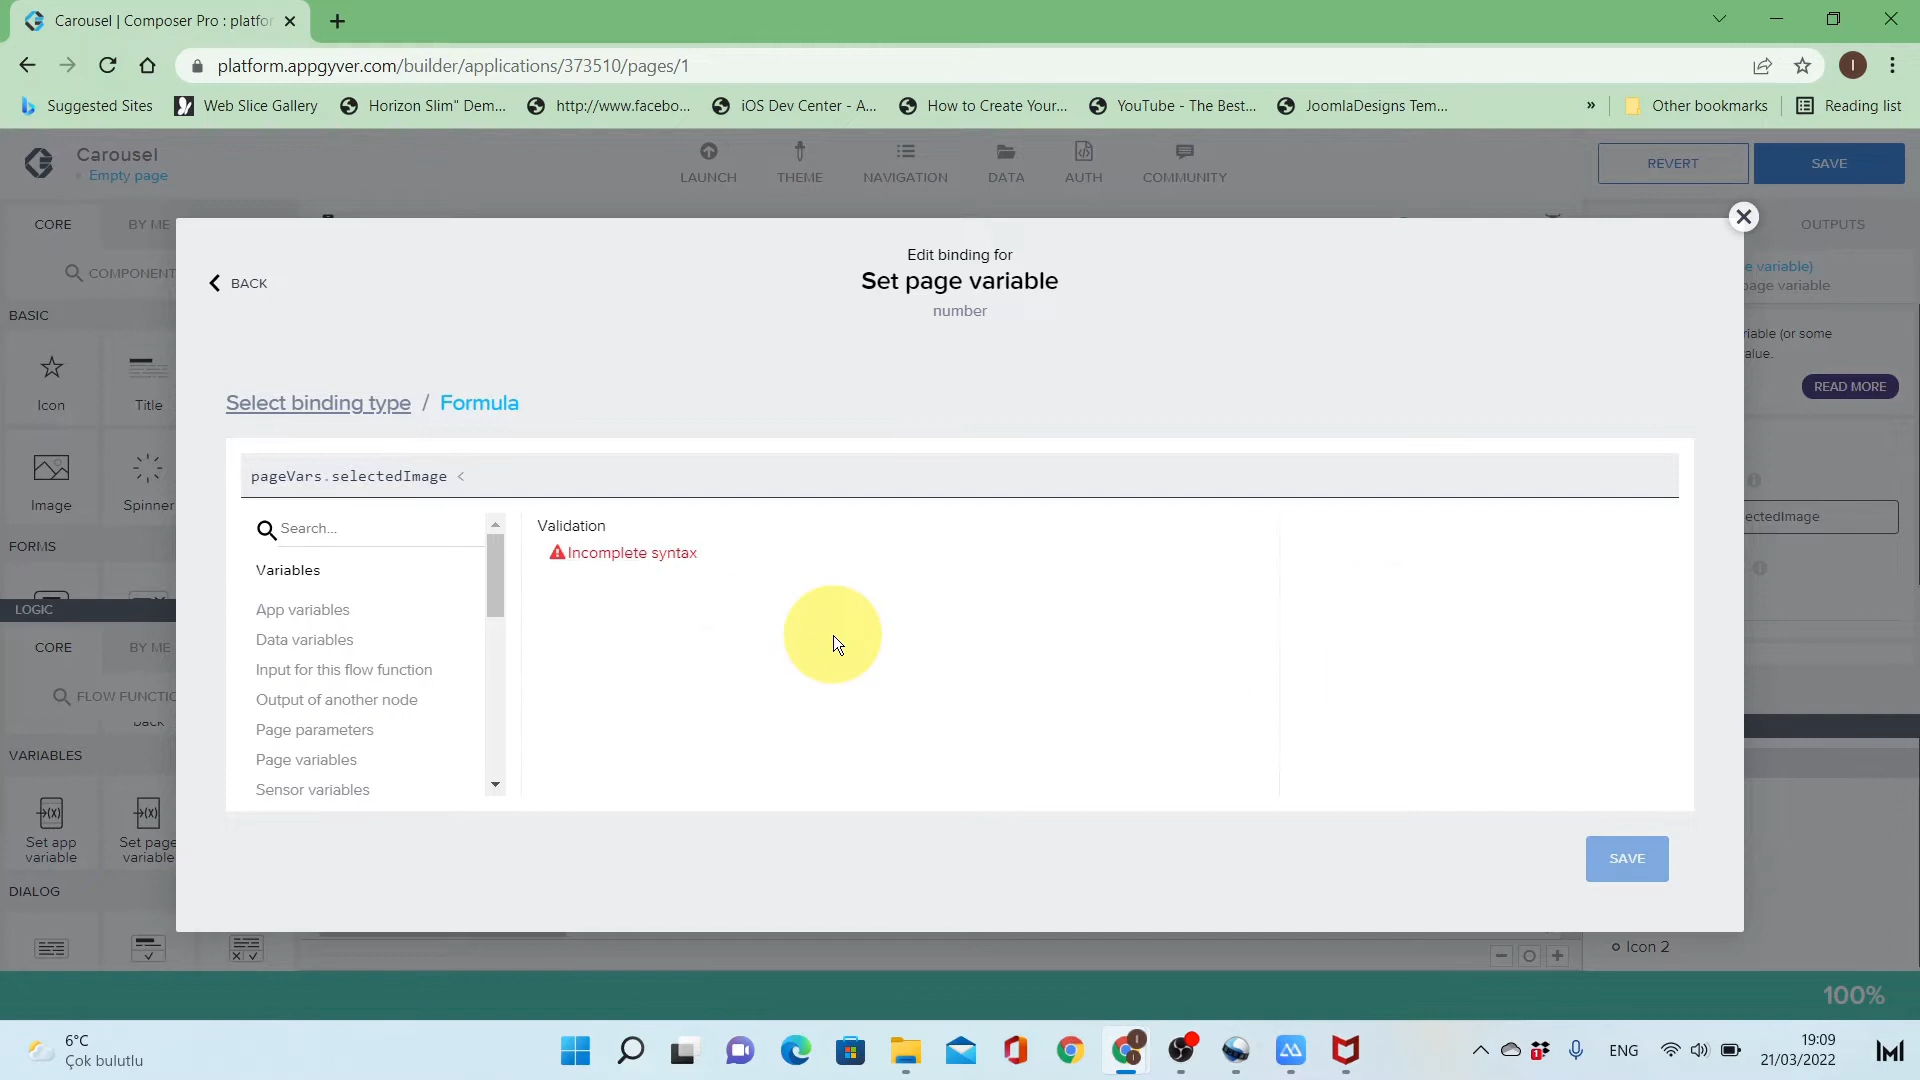 Carousel | Composer Pro : platfor
platform.appgyver.com/builder/applications/373510/pages/1
I
Suggested Sites
Web Slice Gallery
Horizon Slim" Dem...
http://www.facebo...
iOS Dev Center - A...
How to Create Your...
YouTube - The Best...
JoomlaDesigns Tem...
»
Other bookmarks
Reading list
Carousel
Empty page
LAUNCH
THEME
NAVIGATION
DATA
AUTH
COMMUNITY
REVERT
SAVE
CORE
BY ME
OUTPUTS
COMPONENT
BACK
Edit binding for
Set page variable
number
e variable)
page variable
BASIC
riable (or some
alue.
READ MORE
Icon
Title
Select binding type / Formula
pageVars.selectedImage <
Image
Spinner
ectedImage
Search...
Validation
Incomplete syntax
FORMS
Variables
App variables
Data variables
Input for this flow function
Output of another node
Page parameters
Page variables
Sensor variables
LOGIC
CORE
BY ME
FLOW FUNCTIO
back
VARIABLES
Set app
variable
Set page
variable
SAVE
DIALOG
Icon 2
100%
6°C
Çok bulutlu
1
ENG
19:09
21/03/2022